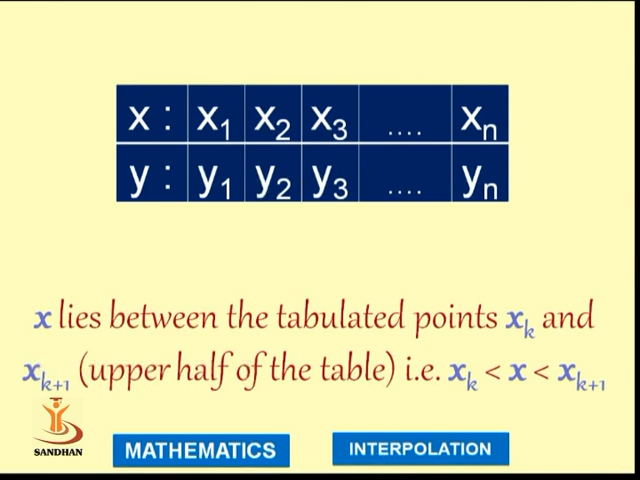 x : x₁ x₂ x₃ .... xₙ
y : y₁ y₂ y₃ .... yₙ
x lies between the tabulated points xₖ and
xₖ₊₁ (upper half of the table) i.e. xₖ < x < xₖ₊₁
SANDHAN
MATHEMATICS
INTERPOLATION